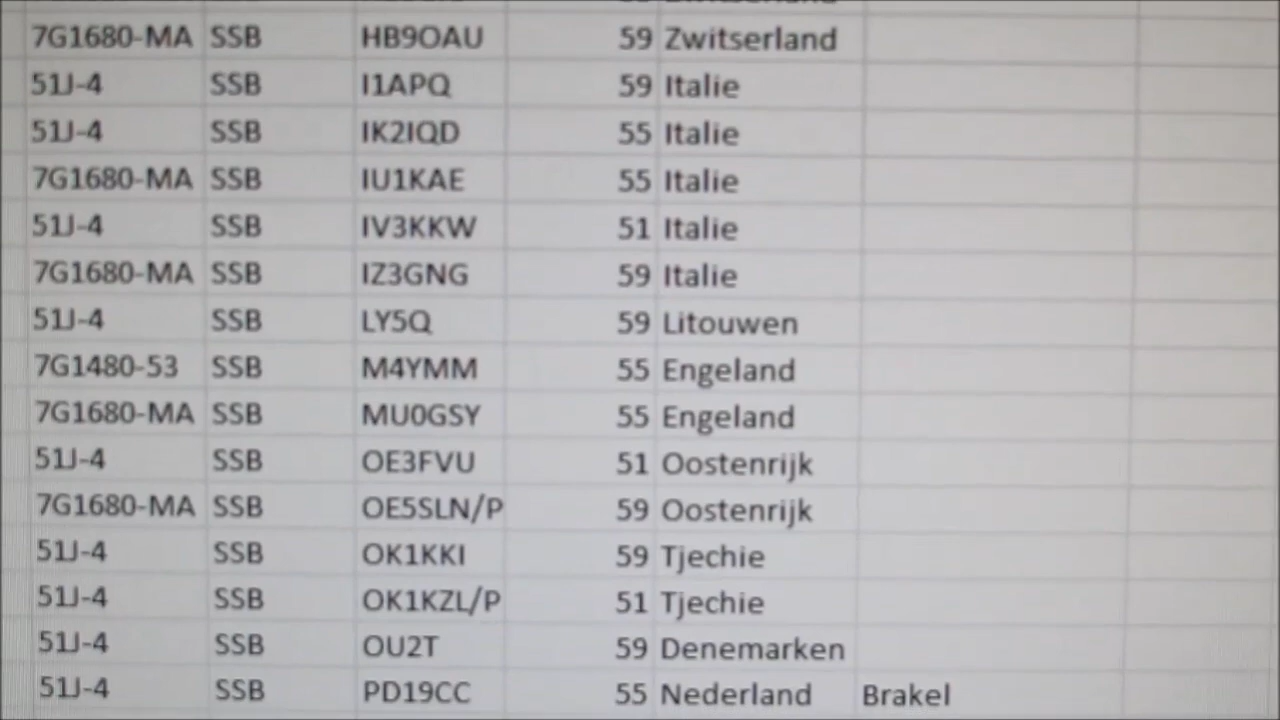 7G1680-MA SSB HB9OAU 59 Zwitserland
51J-4 SSB I1APQ 59 Italie
51J-4 SSB IK2IQD 55 Italie
7G1680-MA SSB IU1KAE 55 Italie
51J-4 SSB IV3KKW 51 Italie
7G1680-MA SSB IZ3GNG 59 Italie
51J-4 SSB LY5Q 59 Litouwen
7G1480-53 SSB M4YMM 55 Engeland
7G1680-MA SSB MU0GSY 55 Engeland
51J-4 SSB OE3FVU 51 Oostenrijk
7G1680-MA SSB OE5SLN/P 59 Oostenrijk
51J-4 SSB OK1KKI 59 Tjechie
51J-4 SSB OK1KZL/P 51 Tjechie
51J-4 SSB OU2T 59 Denemarken
51J-4 SSB PD19CC 55 Nederland Brakel